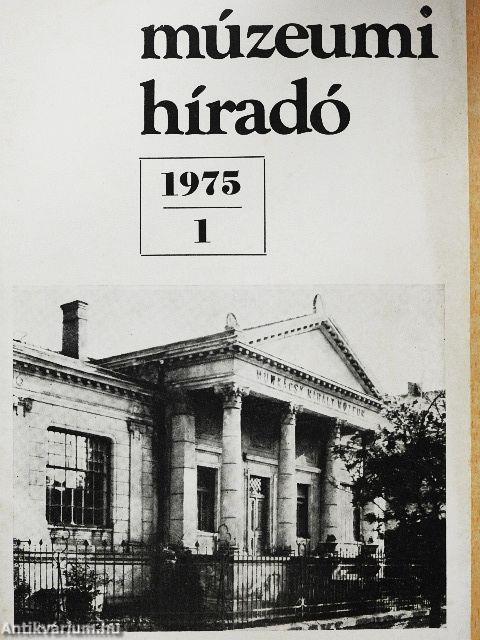 múzeumi
híradó
1975
1
MUNKÁCSY MIHÁLY MÚZEUM
Antikvarium.hu